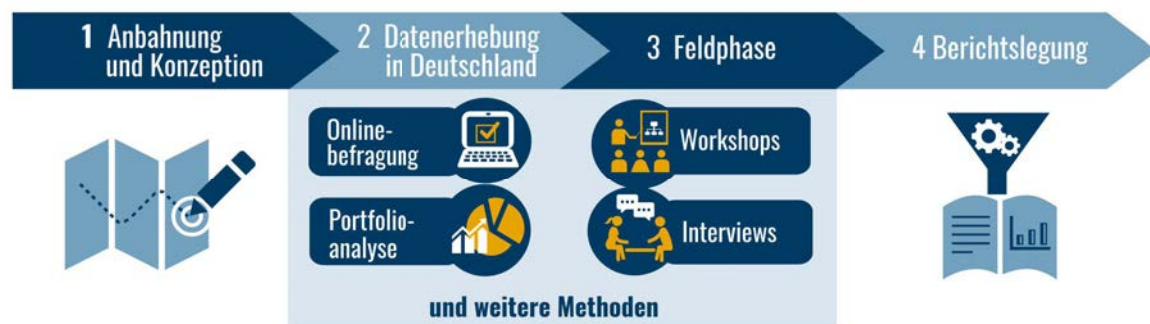 1 Anbahnung
und Konzeption
2 Datenerhebung
in Deutschland
3 Feldphase
4 Berichtslegung
Online-
befragung
Portfolio-
analyse
Workshops
Interviews
und weitere Methoden